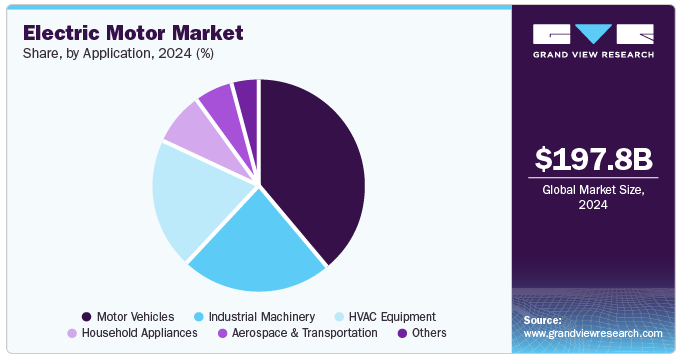 Electric Motor Market
Share, by Application, 2024 (%)
GRAND VIEW RESEARCH
$197.8B
Global Market Size,
2024
Motor Vehicles
Industrial Machinery
HVAC Equipment
Household Appliances
Aerospace & Transportation
Others
Source:
www.grandviewresearch.com